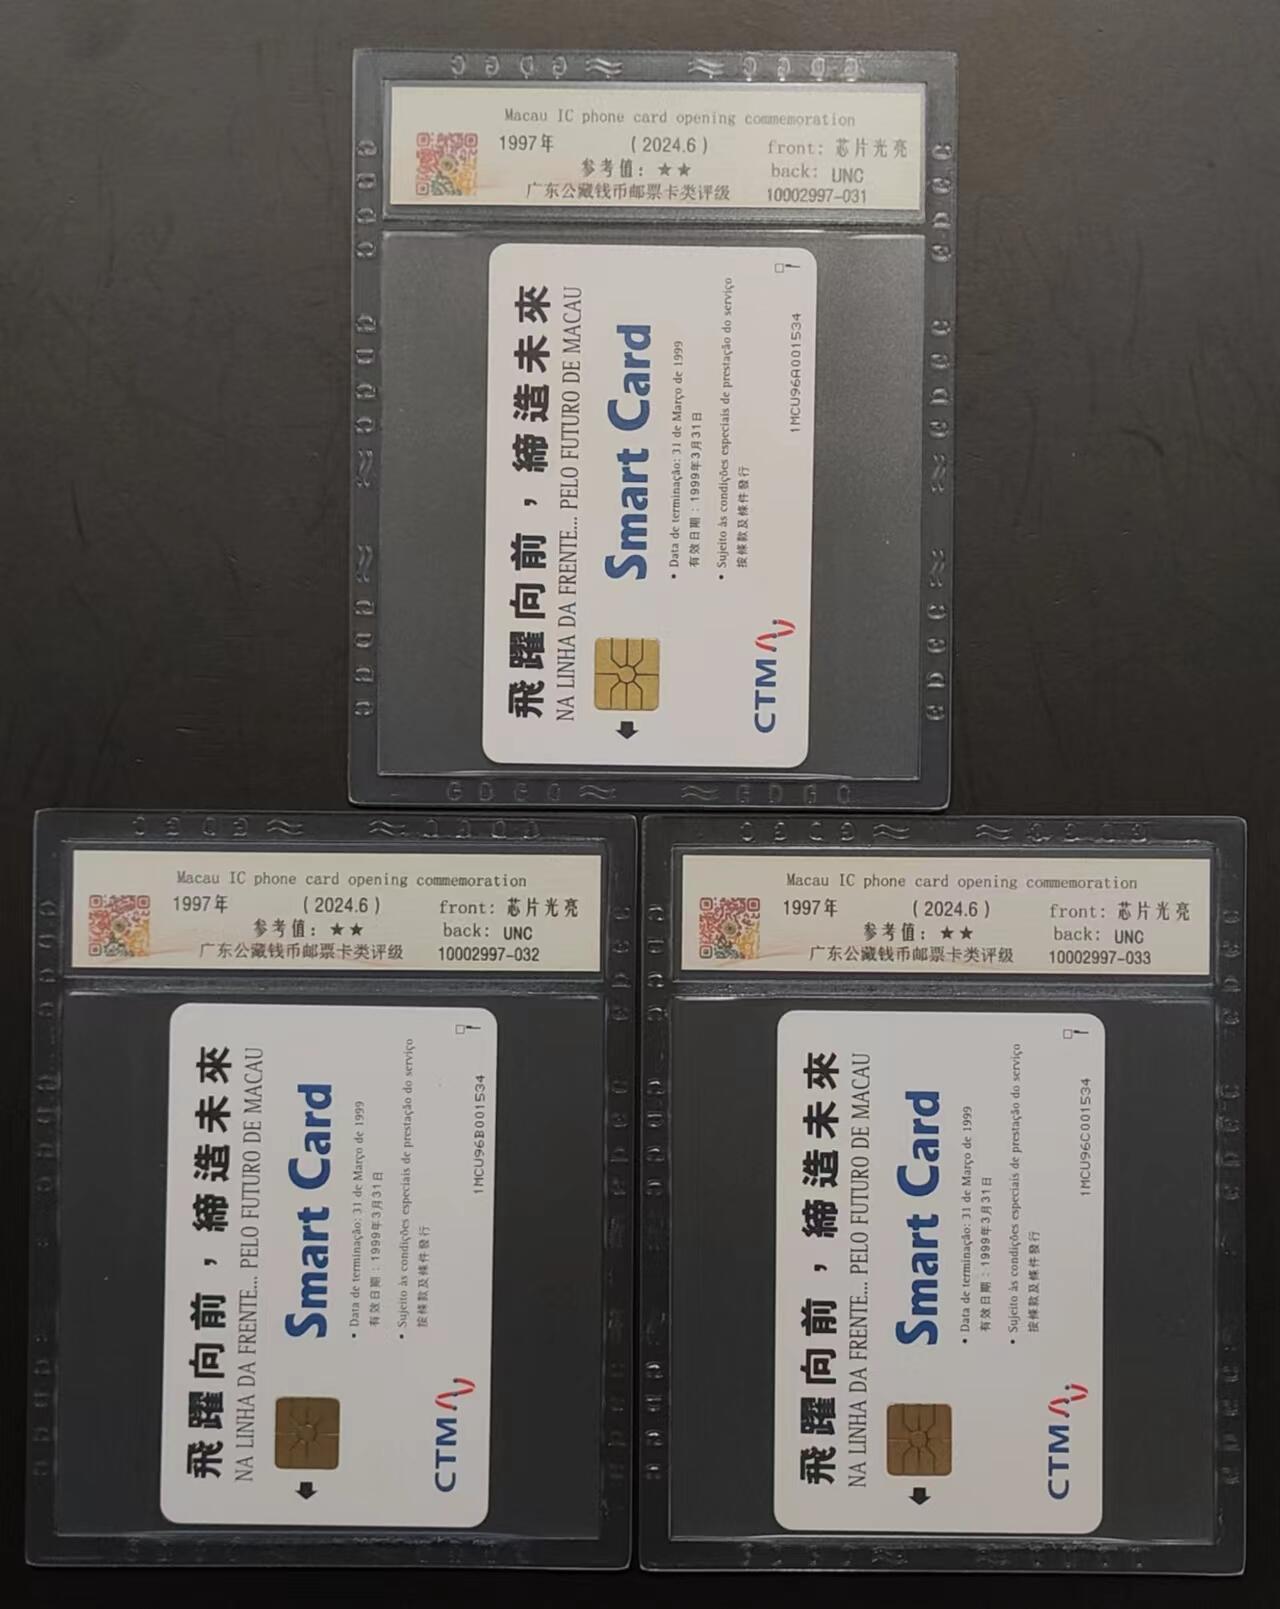 Macau IC phone card opening commemoration
1997年 (2024.6) front: 芯片光亮
参考值: ★★ back: UNC
广东公藏钱币邮票卡类评级 10002997-031
飛躍向前，締造未來
NA LINHA DA FRENTE... PELO FUTURO DE MACAU
Smart Card
• Data de terminação: 31 de Março de 1999
有效日期：1999年3月31日
• Sujeito às condições especiais de prestação do serviço
按條款及條件發行
CTM
1MCU96A001534
Macau IC phone card opening commemoration
1997年 (2024.6) front: 芯片光亮
参考值: ★★ back: UNC
广东公藏钱币邮票卡类评级 10002997-032
飛躍向前，締造未來
NA LINHA DA FRENTE... PELO FUTURO DE MACAU
Smart Card
• Data de terminação: 31 de Março de 1999
有效日期：1999年3月31日
• Sujeito às condições especiais de prestação do serviço
按條款及條件發行
CTM
1MCU96B001534
Macau IC phone card opening commemoration
1997年 (2024.6) front: 芯片光亮
参考值: ★★ back: UNC
广东公藏钱币邮票卡类评级 10002997-033
飛躍向前，締造未來
NA LINHA DA FRENTE... PELO FUTURO DE MACAU
Smart Card
• Data de terminação: 31 de Março de 1999
有效日期：1999年3月31日
• Sujeito às condições especiais de prestação do serviço
按條款及條件發行
CTM
1MCU96C001534